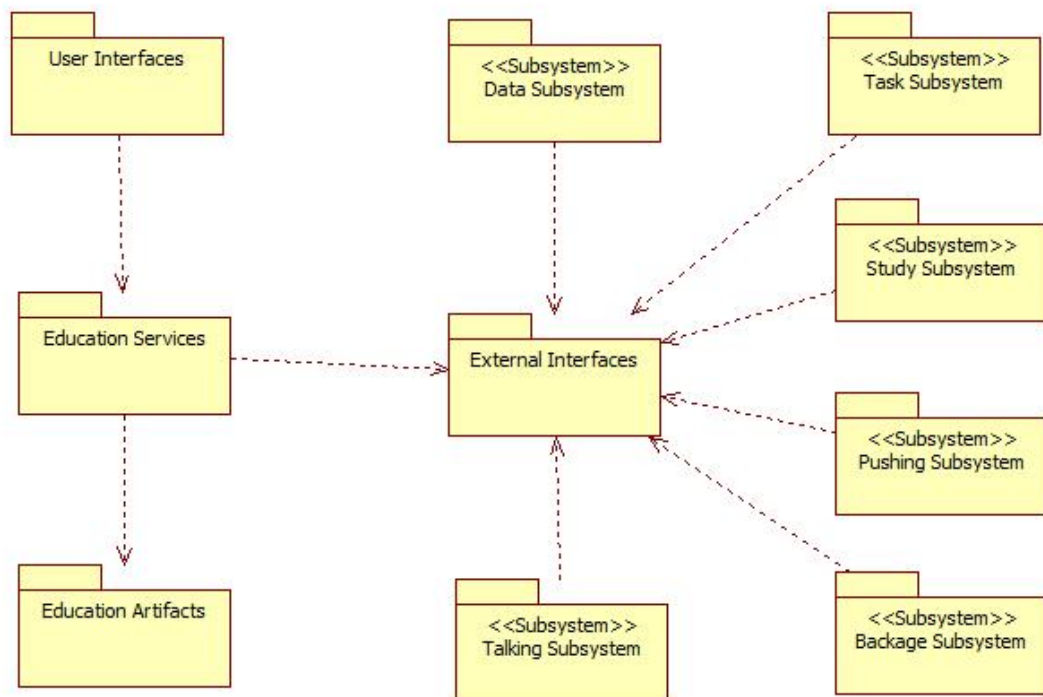 User Interfaces
<<Subsystem>>
Data Subsystem
<<Subsystem>>
Task Subsystem
<<Subsystem>>
Study Subsystem
Education Services
External Interfaces
<<Subsystem>>
Pushing Subsystem
Education Artifacts
<<Subsystem>>
Talking Subsystem
<<Subsystem>>
Backage Subsystem